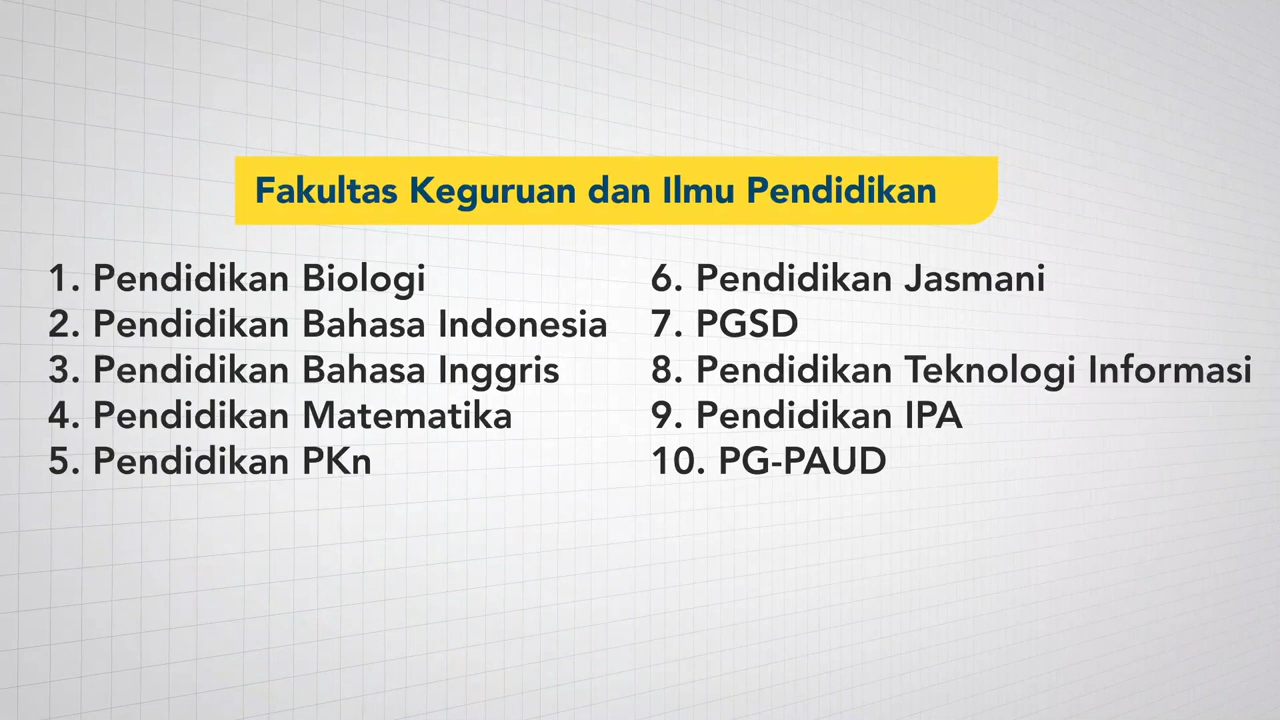 Fakultas Keguruan dan Ilmu Pendidikan
1. Pendidikan Biologi
2. Pendidikan Bahasa Indonesia
3. Pendidikan Bahasa Inggris
4. Pendidikan Matematika
5. Pendidikan PKn
6. Pendidikan Jasmani
7. PGSD
8. Pendidikan Teknologi Informasi
9. Pendidikan IPA
10. PG-PAUD